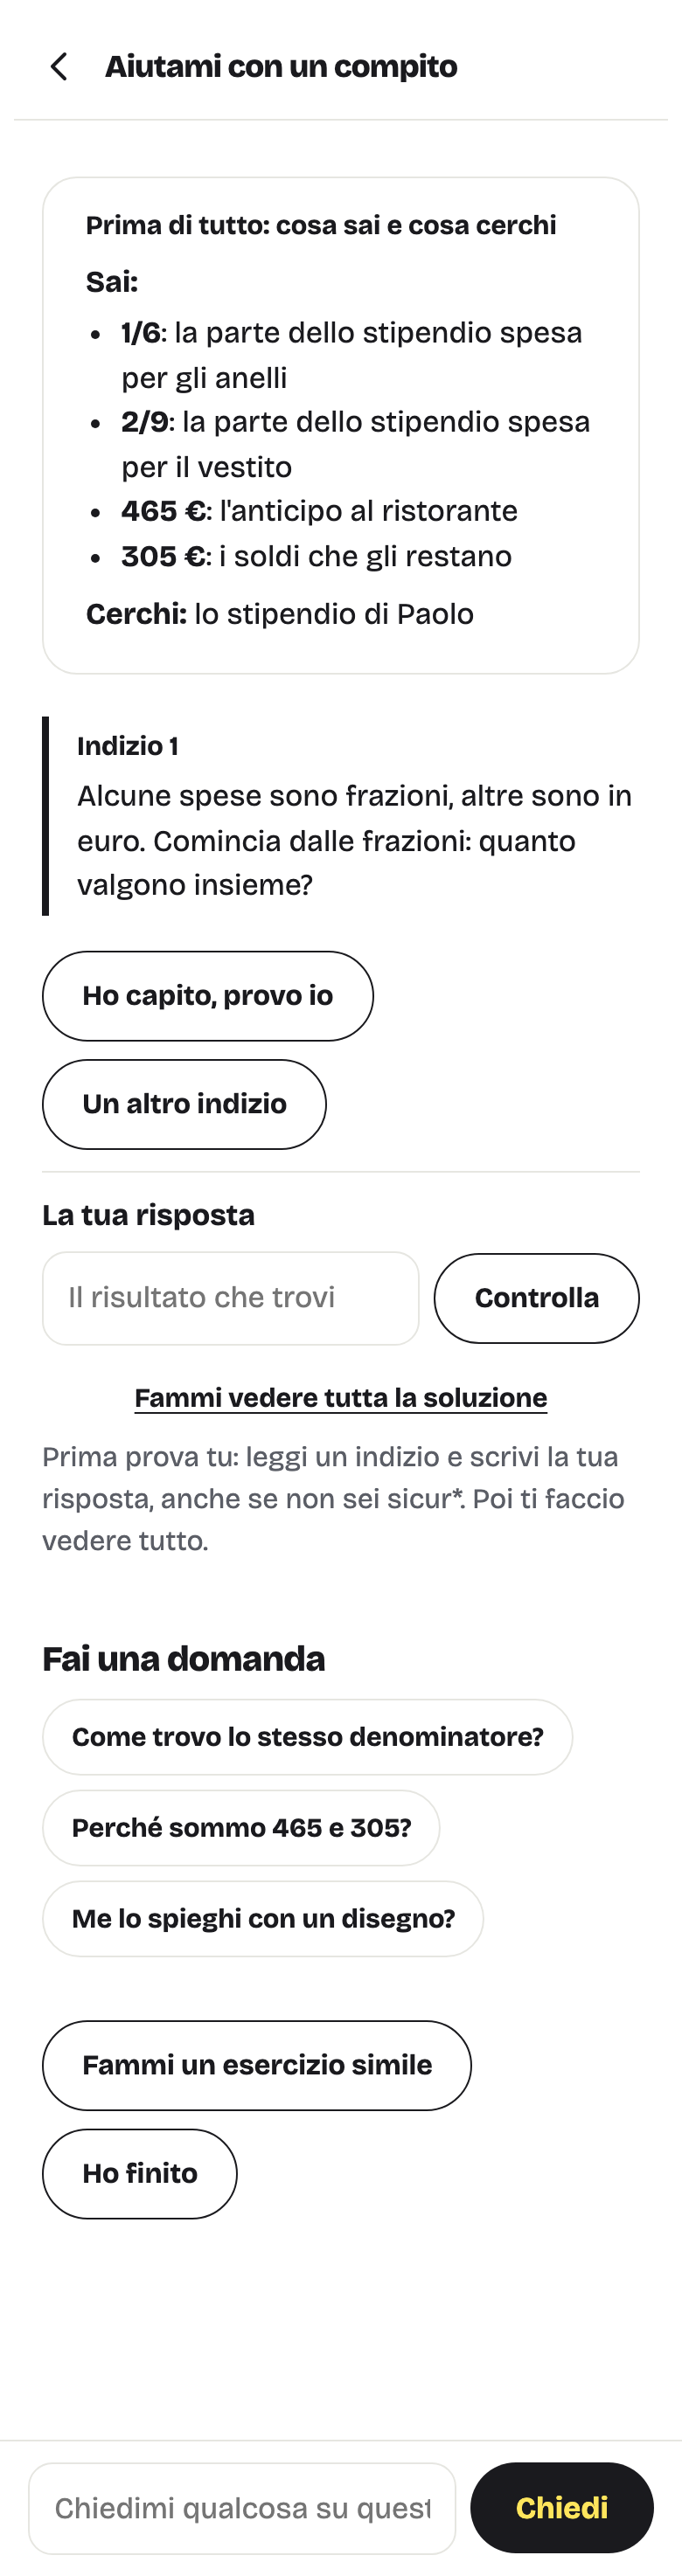 Aiutami con un compito
Prima di tutto: cosa sai e cosa cerchi
Sai:
• 1/6: la parte dello stipendio spesa
per gli anelli
• 2/9: la parte dello stipendio spesa
per il vestito
• 465 €: l'anticipo al ristorante
• 305 €: i soldi che gli restano
Cerchi: lo stipendio di Paolo
Indizio 1
Alcune spese sono frazioni, altre sono in
euro. Comincia dalle frazioni: quanto
valgono insieme?
Ho capito, provo io
Un altro indizio
La tua risposta
Il risultato che trovi
Controlla
Fammi vedere tutta la soluzione
Prima prova tu: leggi un indizio e scrivi la tua
risposta, anche se non sei sicur*. Poi ti faccio
vedere tutto.
Fai una domanda
Come trovo lo stesso denominatore?
Perché sommo 465 e 305?
Me lo spieghi con un disegno?
Fammi un esercizio simile
Ho finito
Chiedimi qualcosa su quest
Chiedi